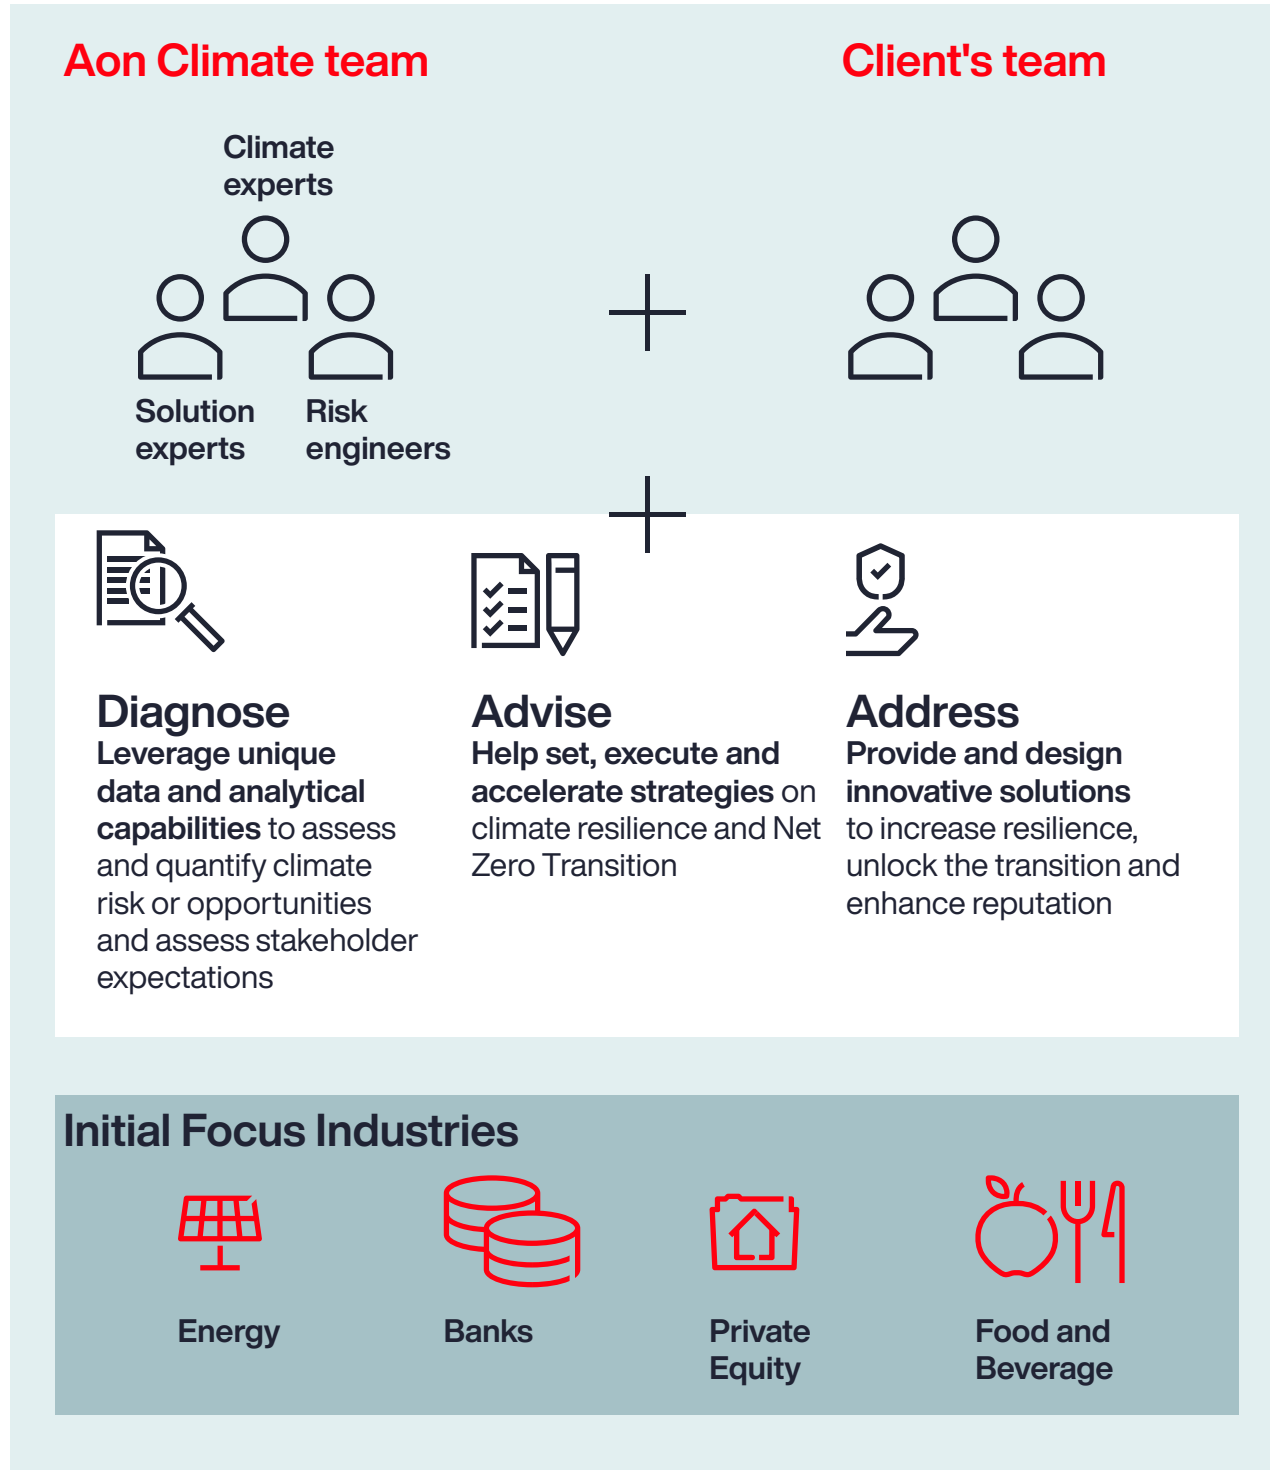 Aon Climate team
Client's team
Climate
experts
Solution
experts
Risk
engineers
Diagnose
Leverage unique
data and analytical
capabilities to assess
and quantify climate
risk or opportunities
and assess stakeholder
expectations
Advise
Help set, execute and
accelerate strategies on
climate resilience and Net
Zero Transition
Address
Provide and design
innovative solutions
to increase resilience,
unlock the transition and
enhance reputation
Initial Focus Industries
Energy
Banks
Private
Equity
Food and
Beverage